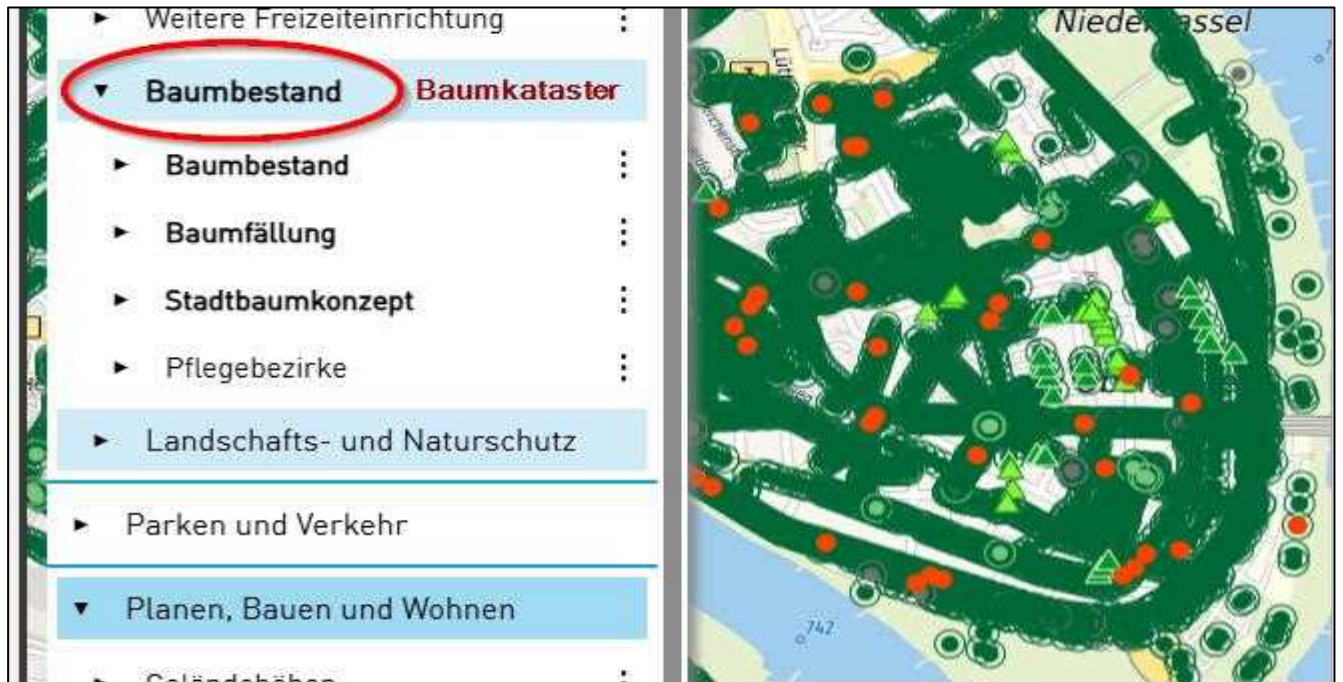 Weitere Freizeiteinrichtung
Baumbestand Baumkataster
Baumbestand
Baumfällung
Stadtbaumkonzept
Pflegebezirke
Landschafts- und Naturschutz
Parken und Verkehr
Planen, Bauen und Wohnen
Geländehöhen
742